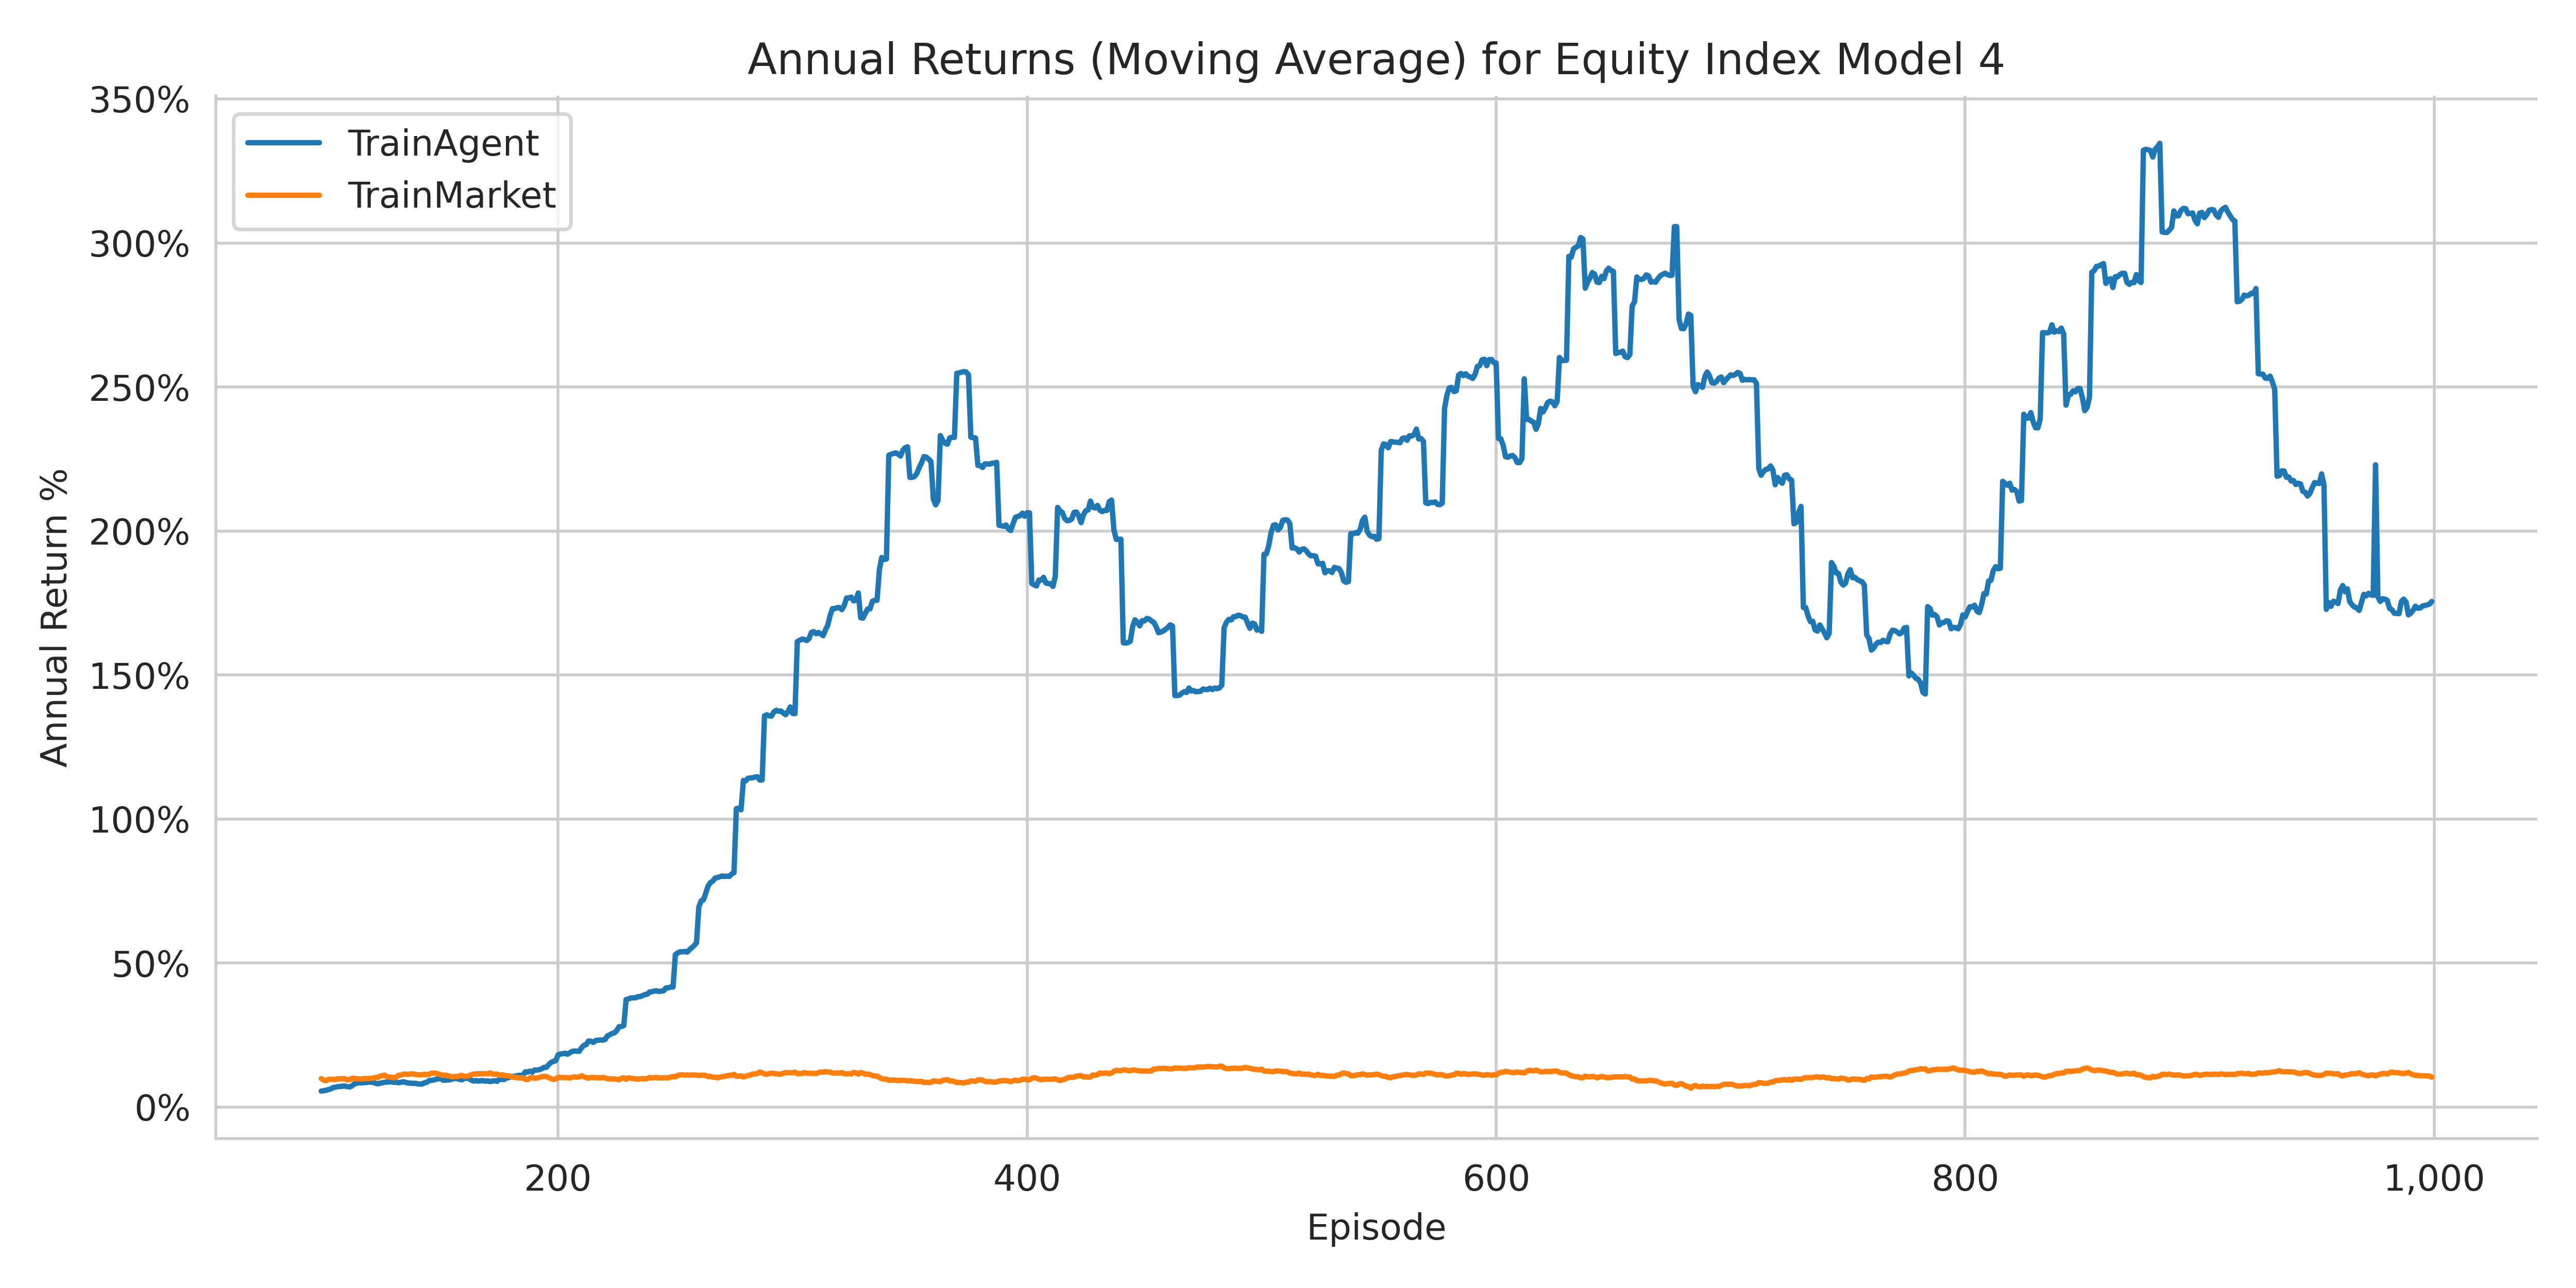 Annual Returns (Moving Average) for Equity Index Model 4
350%
TrainAgent
TrainMarket
300%
250%
200%
150%
100%
50%
0%
Annual Return %
200
400
600
800
1,000
Episode